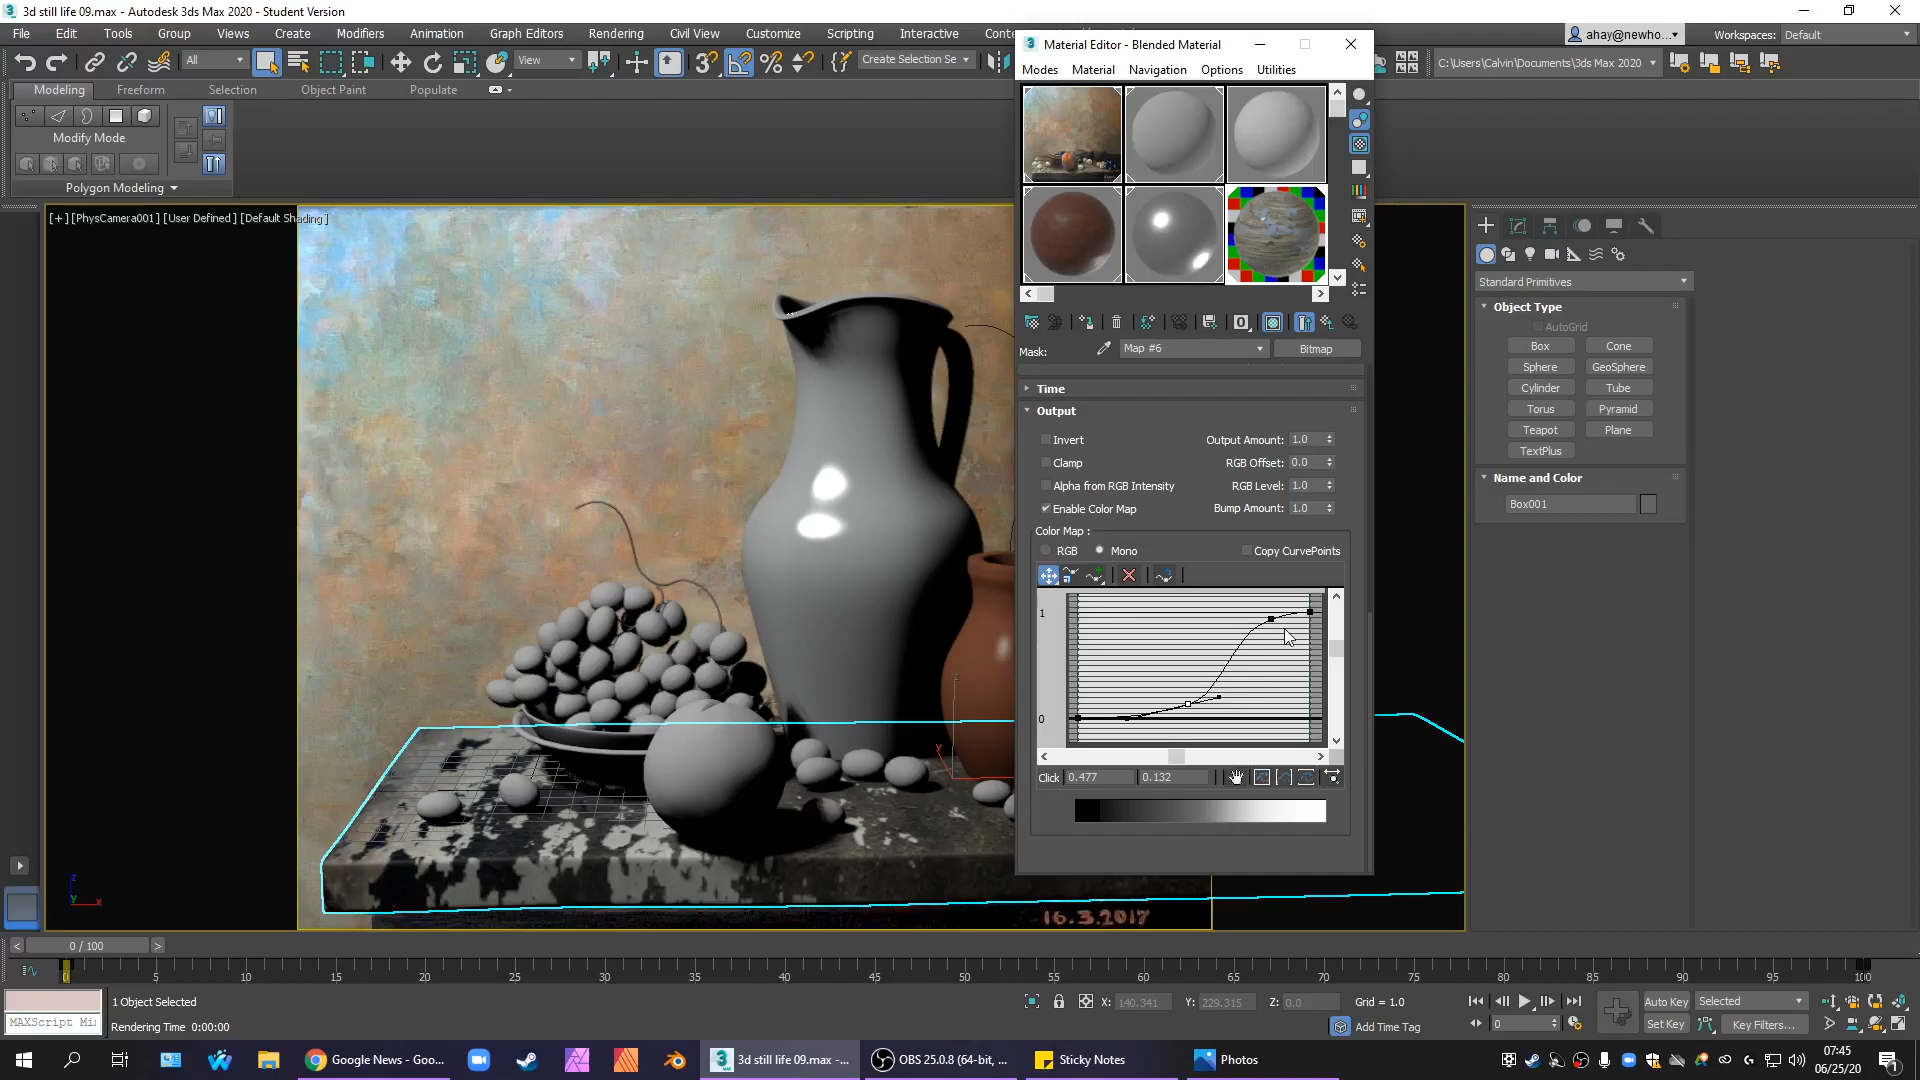 3d still life 09.max - Autodesk 3ds Max 2020 - Student Version
File Edit Tools Group Views Create Modifiers Animation Graph Editors Rendering Civil View Customize Scripting Interactive
ahay@newho...
Workspaces: Default
All
View
Create Selection Se
C:\Users\Calvin\Documents\3ds Max 2020
Modeling Freeform Selection Object Paint Populate
Modify Mode
Polygon Modeling
[+] [PhysCamera001] [User Defined] [Default Shading]
Material Editor - Blended Material
Modes Material Navigation Options Utilities
Mask: Map #6 Bitmap
Time
Output
Invert Output Amount: 1.0
Clamp RGB Offset: 0.0
Alpha from RGB Intensity RGB Level: 1.0
Enable Color Map Bump Amount: 1.0
Color Map :
RGB Mono Copy CurvePoints
1
0
Click 0.477 0.132
Standard Primitives
Object Type
AutoGrid
Box Cone
Sphere GeoSphere
Cylinder Tube
Torus Pyramid
Teapot Plane
TextPlus
Name and Color
Box001
z
y
z
y x
16.3.2017
0 / 100
0 5 10 15 20 25 30 35 40 45 50 55 60 65 70 75 80 85 90 95 100
1 Object Selected
X: 140.341 Y: 229.315 Z: 0.0 Grid = 1.0
Auto Key Selected
MAXScript Mi
Rendering Time 0:00:00
Add Time Tag
0
Set Key Key Filters...
Google News - Goo...
3d still life 09.max -...
OBS 25.0.8 (64-bit, ...
Sticky Notes
Photos
07:45
06/25/20
1